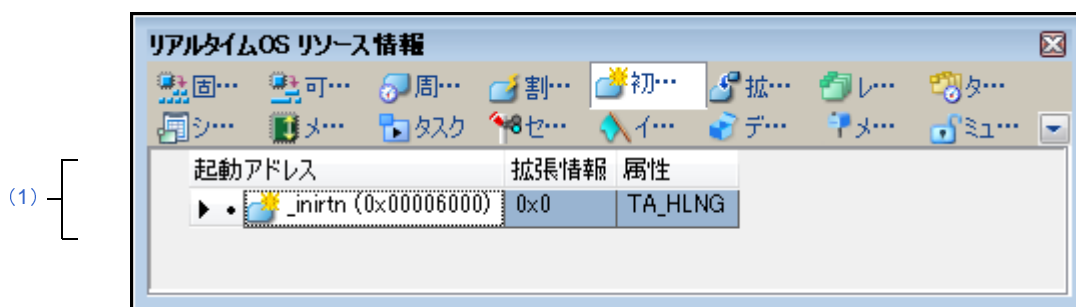 リアルタイムOS リソース情報
固… 可… 周… 割… 初… 拡… レ… タ…
シ… メ… タスク セ… イ… デ… メ… ミュ…
(1)
起動アドレス 拡張情報 属性
_inirtn (0x00006000) 0x0 TA_HLNG